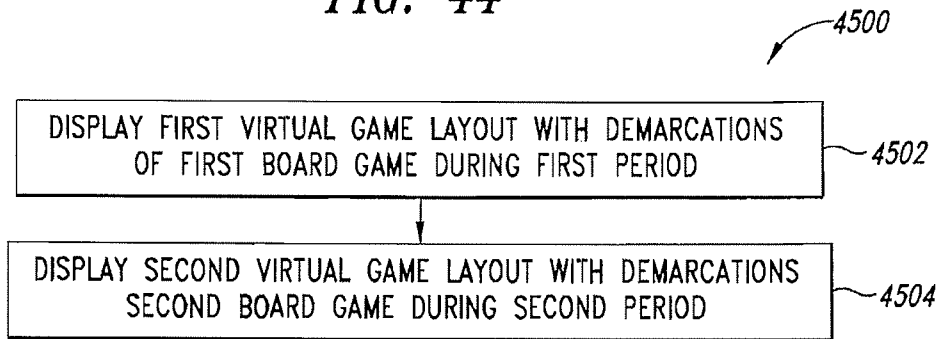 FIG. 44
4500
DISPLAY FIRST VIRTUAL GAME LAYOUT WITH DEMARCATIONS
OF FIRST BOARD GAME DURING FIRST PERIOD
4502
DISPLAY SECOND VIRTUAL GAME LAYOUT WITH DEMARCATIONS
SECOND BOARD GAME DURING SECOND PERIOD
4504